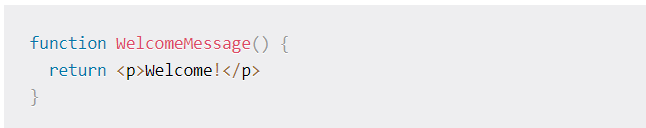 function WelcomeMessage() {
  return <p>Welcome!</p>
}